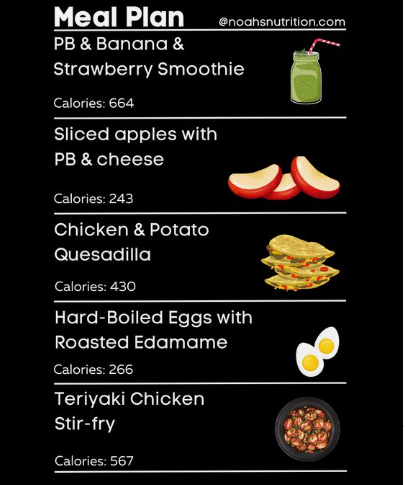 Meal Plan
@noahsnutrition.com
PB & Banana &
Strawberry Smoothie
Calories: 664
Sliced apples with
PB & cheese
Calories: 243
Chicken & Potato
Quesadilla
Calories: 430
Hard-Boiled Eggs with
Roasted Edamame
Calories: 266
Teriyaki Chicken
Stir-fry
Calories: 567